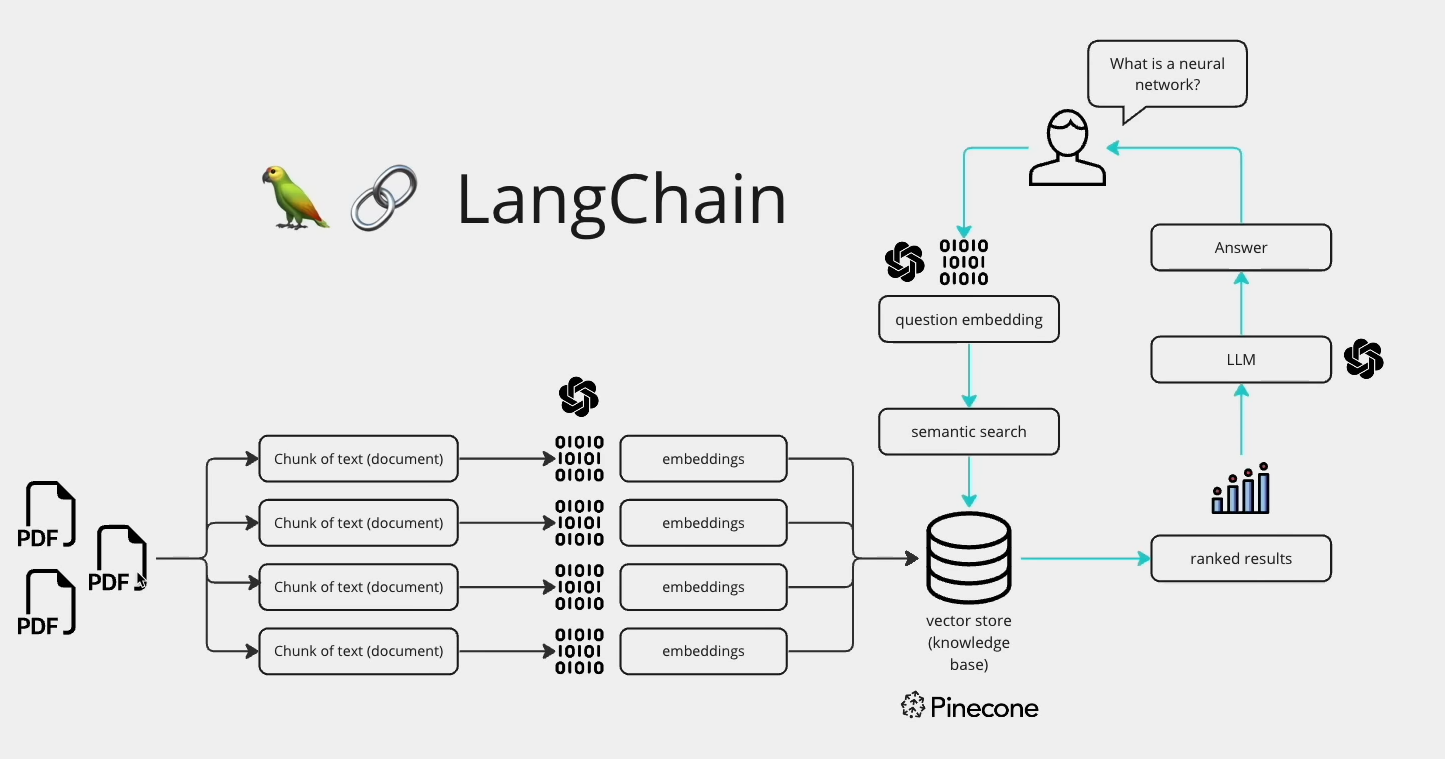 What is a neural
network?
LangChain
Answer
01010
10101
01010
question embedding
LLM
semantic search
Chunk of text (document)
01010
10101
01010
embeddings
Chunk of text (document)
01010
10101
01010
embeddings
Chunk of text (document)
01010
10101
01010
embeddings
Chunk of text (document)
01010
10101
01010
embeddings
PDF
PDF
PDF
ranked results
vector store
(knowledge
base)
Pinecone